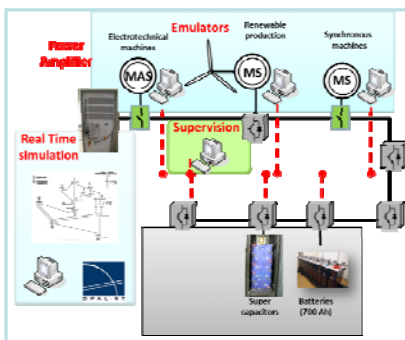 Power
Amplifier
Electrotechnical
machines
Emulators
Renewable
production
Synchronous
machines
MAS
MS
MS
Supervision
Real Time
simulation
OPAL-RT
Super
capacitors
Batteries
(700 Ah)